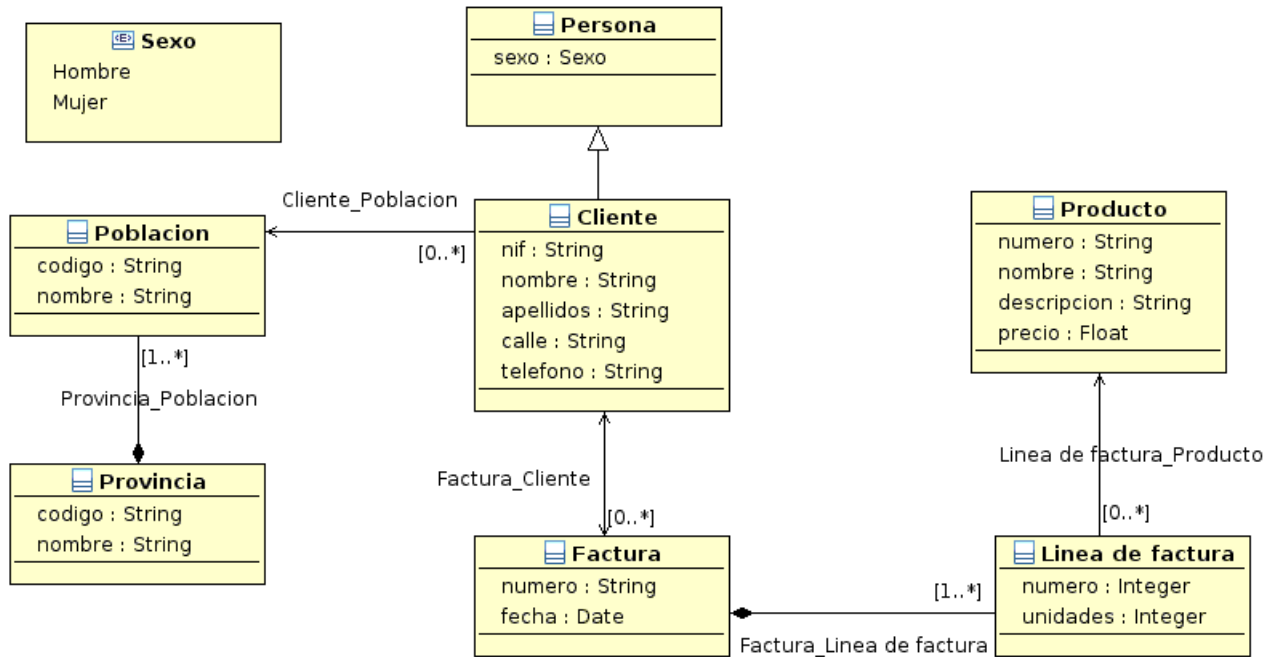 Sexo
Hombre
Mujer
Persona
sexo : Sexo
Cliente_Poblacion
[0..*]
Poblacion
codigo : String
nombre : String
[1..*]
Provincia_Poblacion
Provincia
codigo : String
nombre : String
Cliente
nif : String
nombre : String
apellidos : String
calle : String
telefono : String
Factura_Cliente
[0..*]
Factura
numero : String
fecha : Date
[1..*]
Factura_Linea de factura
Producto
numero : String
nombre : String
descripcion : String
precio : Float
Linea de factura_Producto
[0..*]
Linea de factura
numero : Integer
unidades : Integer